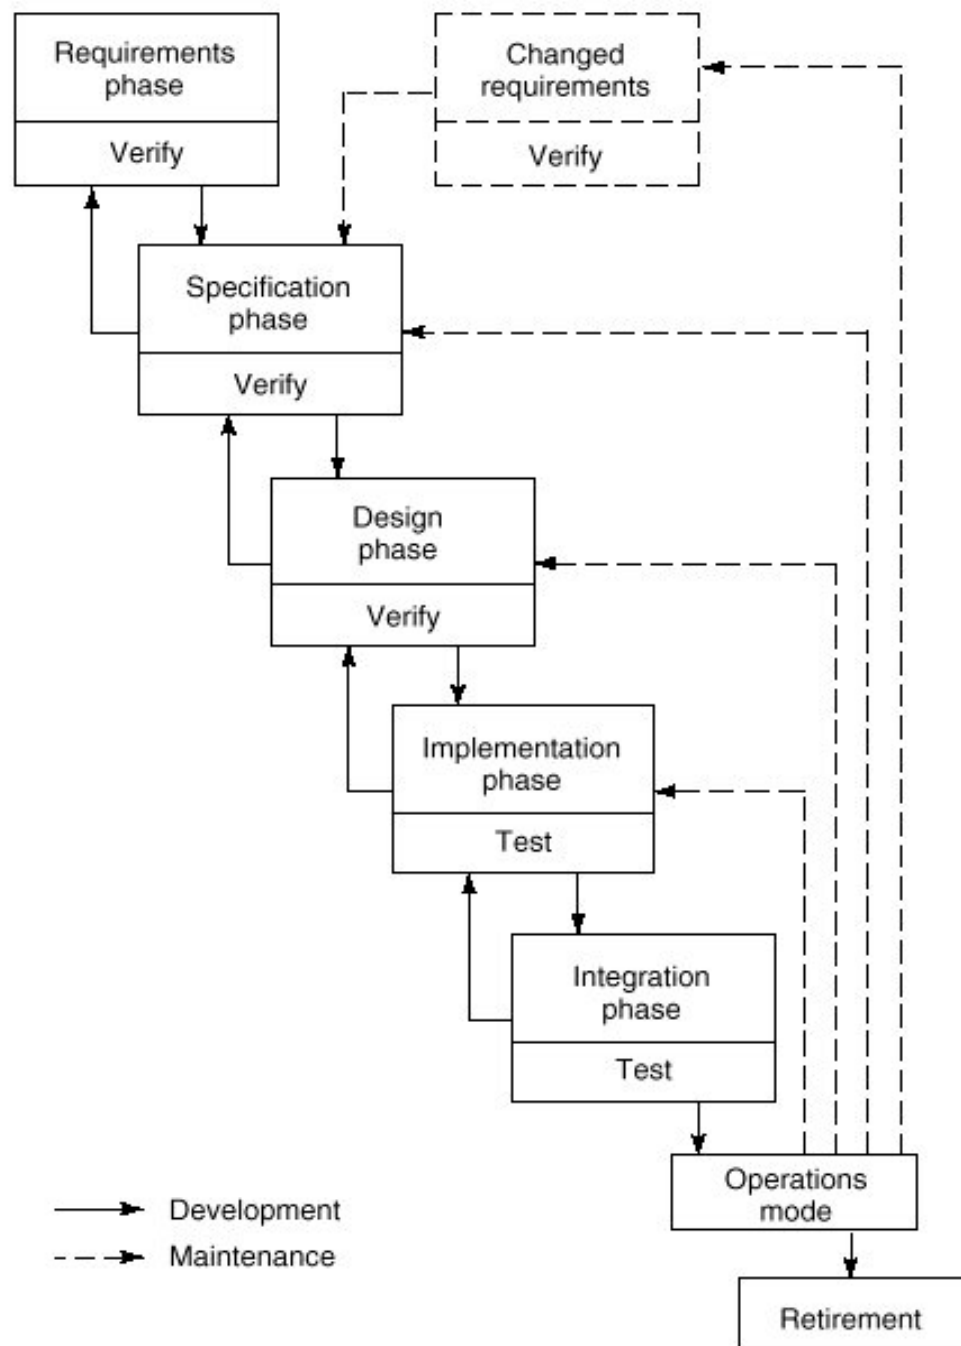 Requirements
phase
Verify
Changed
requirements
Verify
Specification
phase
Verify
Design
phase
Verify
Implementation
phase
Test
Integration
phase
Test
Operations
mode
Development
Maintenance
Retirement